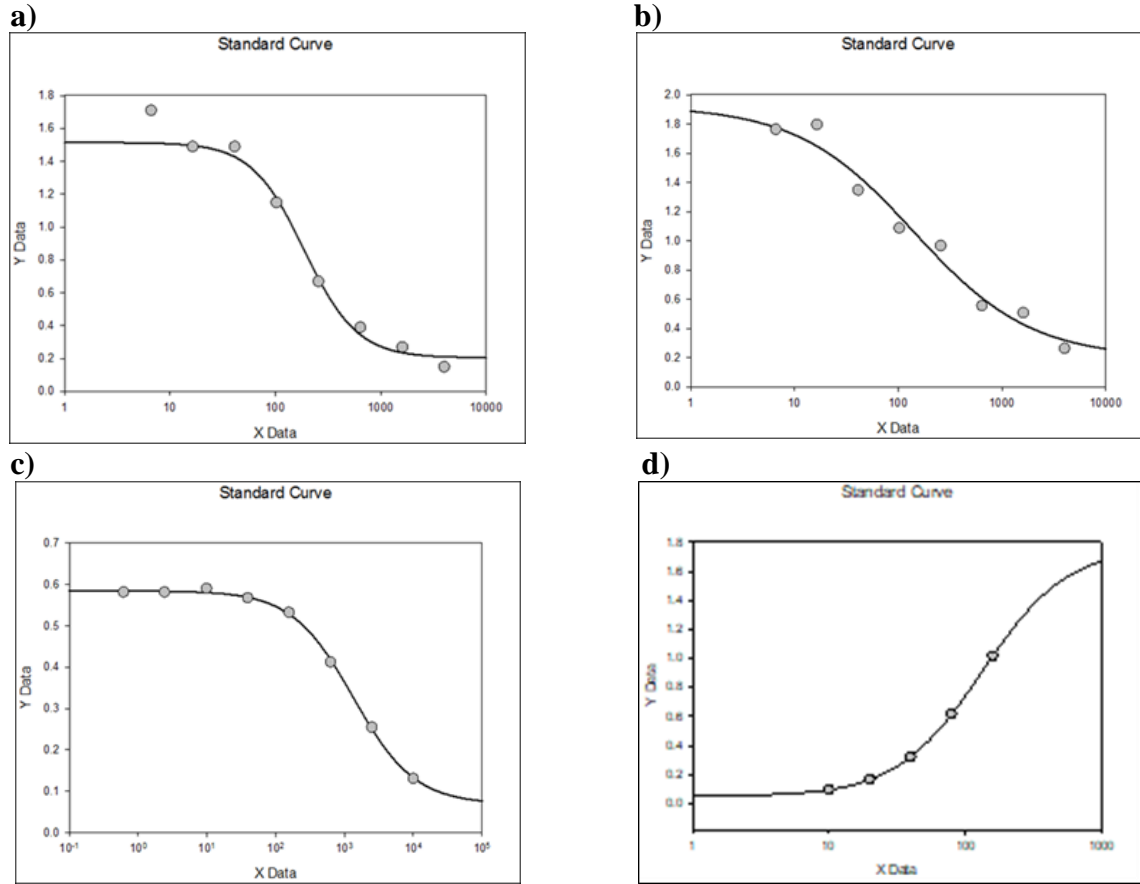 a)
Standard Curve
Y Data
1.8
1.6
1.4
1.2
1.0
0.8
0.6
0.4
0.2
0.0
1 10 100 1000 10000
X Data
b)
Standard Curve
Y Data
2.0
1.8
1.6
1.4
1.2
1.0
0.8
0.6
0.4
0.2
0.0
1 10 100 1000 10000
X Data
c)
Standard Curve
Y Data
0.7
0.6
0.5
0.4
0.3
0.2
0.1
0.0
10⁻¹ 10⁰ 10¹ 10² 10³ 10⁴ 10⁵
X Data
d)
Standard Curve
Y Data
1.8
1.6
1.4
1.2
1.0
0.8
0.6
0.4
0.2
0.0
1 10 100 1000
X Data